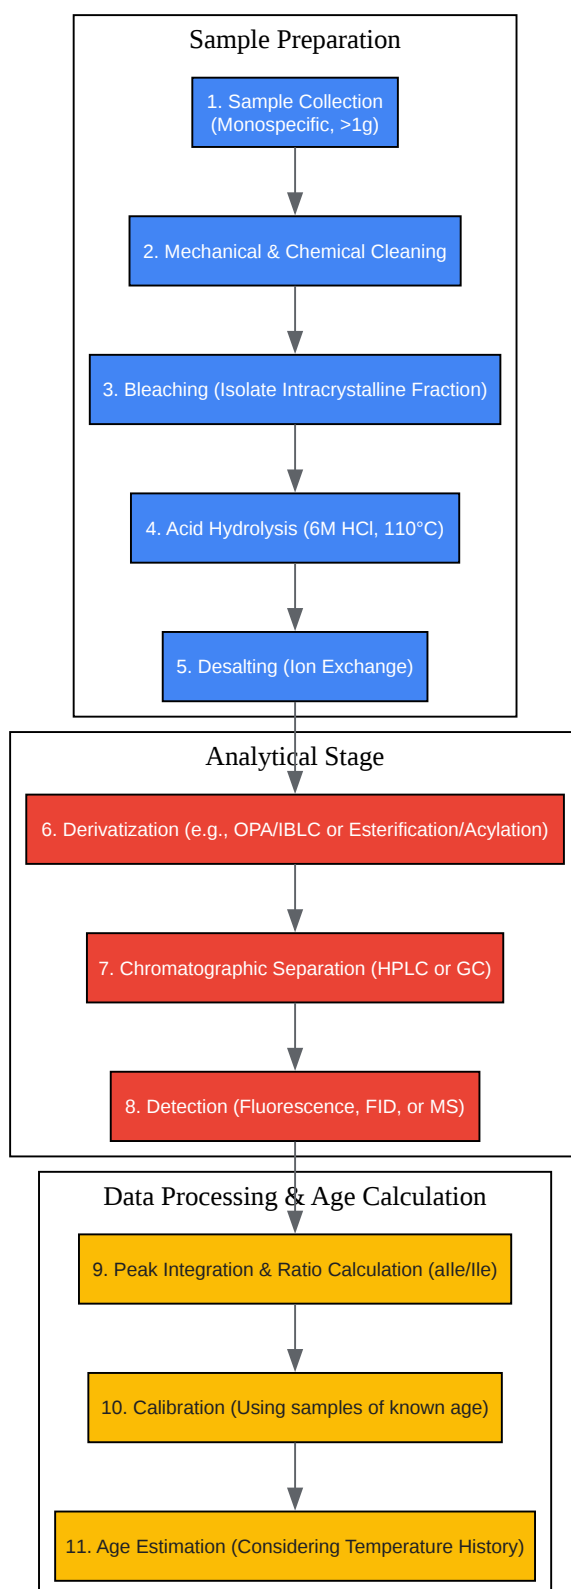 Sample Preparation
1. Sample Collection
(Monospecific, >1g)
2. Mechanical & Chemical Cleaning
3. Bleaching (Isolate Intracrystalline Fraction)
4. Acid Hydrolysis (6M HCl, 110°C)
5. Desalting (Ion Exchange)
Analytical Stage
6. Derivatization (e.g., OPA/IBLC or Esterification/Acylation)
7. Chromatographic Separation (HPLC or GC)
8. Detection (Fluorescence, FID, or MS)
Data Processing & Age Calculation
9. Peak Integration & Ratio Calculation (aIle/Ile)
10. Calibration (Using samples of known age)
11. Age Estimation (Considering Temperature History)